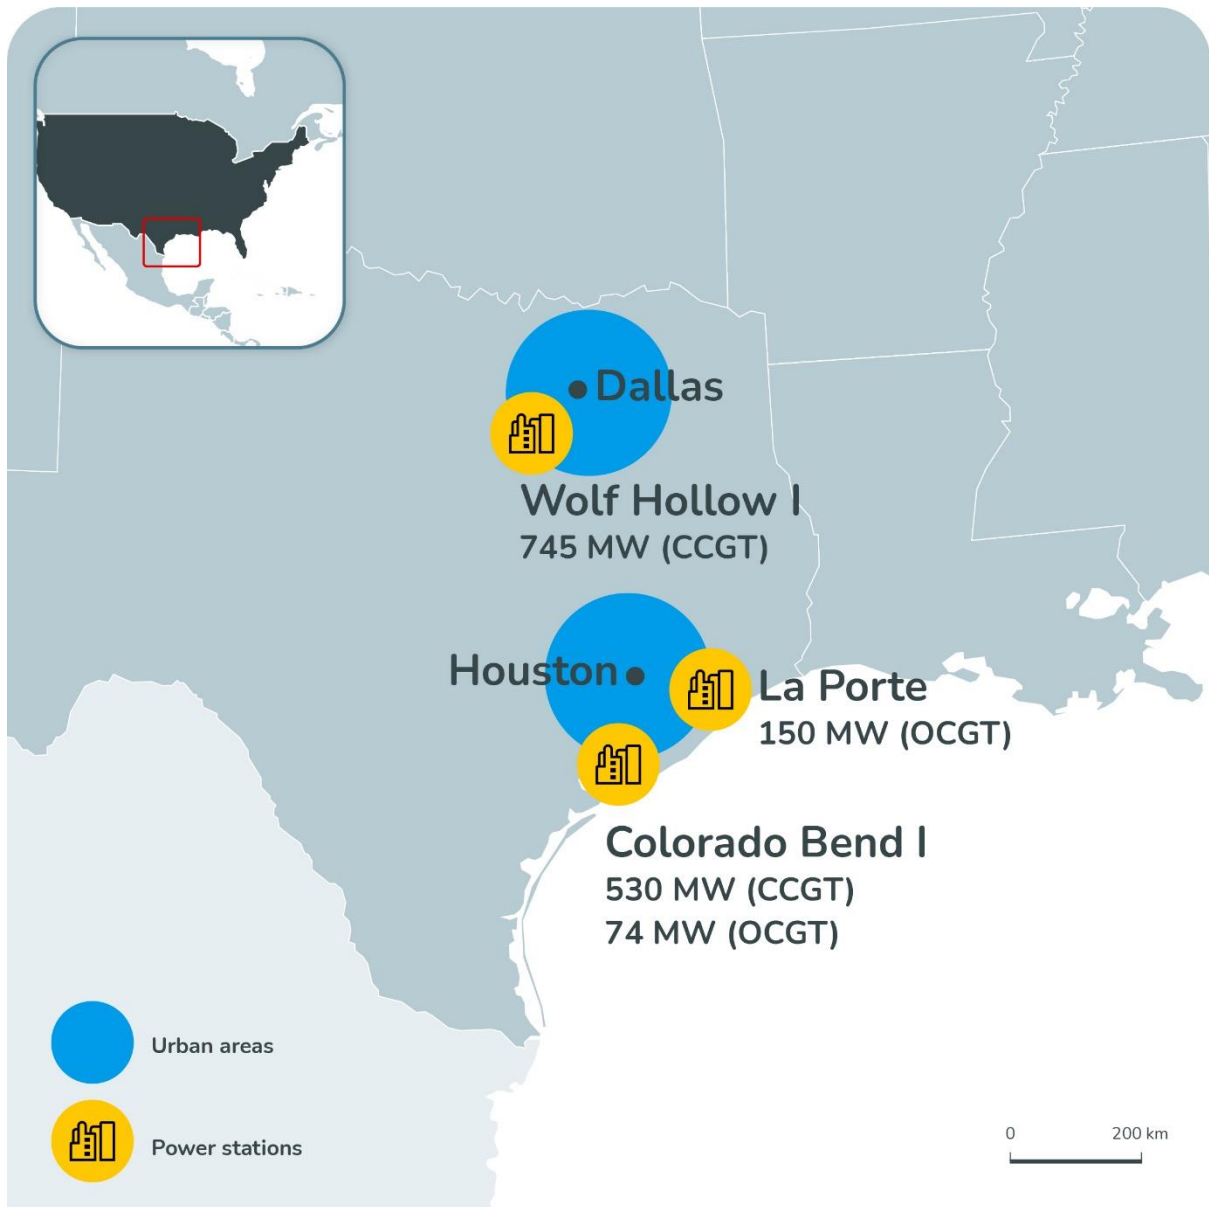 Dallas
Wolf Hollow I
745 MW (CCGT)
Houston
La Porte
150 MW (OCGT)
Colorado Bend I
530 MW (CCGT)
74 MW (OCGT)
Urban areas
Power stations
0 200 km